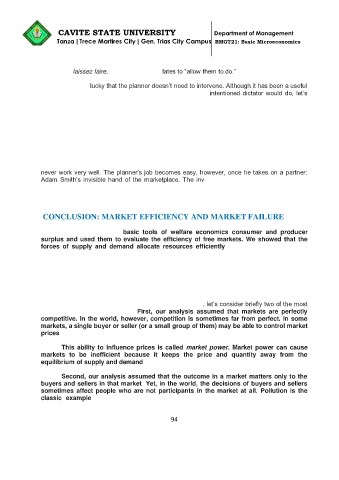 CAVITE STATE UNIVERSITY
Department of Management
Tanza | Trece Martires City | Gen. Trias City Campus
BMGT21: Basic Microeconomics
laissez faire, lates to “allow them to do.”
lucky that the planner doesn’t need to intervene. Although it has been a useful
intentioned dictator would do, let’s
never work very well. The planner’s job becomes easy, however, once he takes on a partner:
Adam Smith’s invisible hand of the marketplace. The inv
CONCLUSION: MARKET EFFICIENCY AND MARKET FAILURE
basic tools of welfare economics consumer and producer
surplus and used them to evaluate the efficiency of free markets. We showed that the
forces of supply and demand allocate resources efficiently
, let’s consider briefly two of the most
First, our analysis assumed that markets are perfectly
competitive. In the world, however, competition is sometimes far from perfect. In some
markets, a single buyer or seller (or a small group of them) may be able to control market
prices
This ability to influence prices is called market power. Market power can cause
markets to be inefficient because it keeps the price and quantity away from the
equilibrium of supply and demand
Second, our analysis assumed that the outcome in a market matters only to the
buyers and sellers in that market Yet, in the world, the decisions of buyers and sellers
sometimes affect people who are not participants in the market at all. Pollution is the
classic example
94